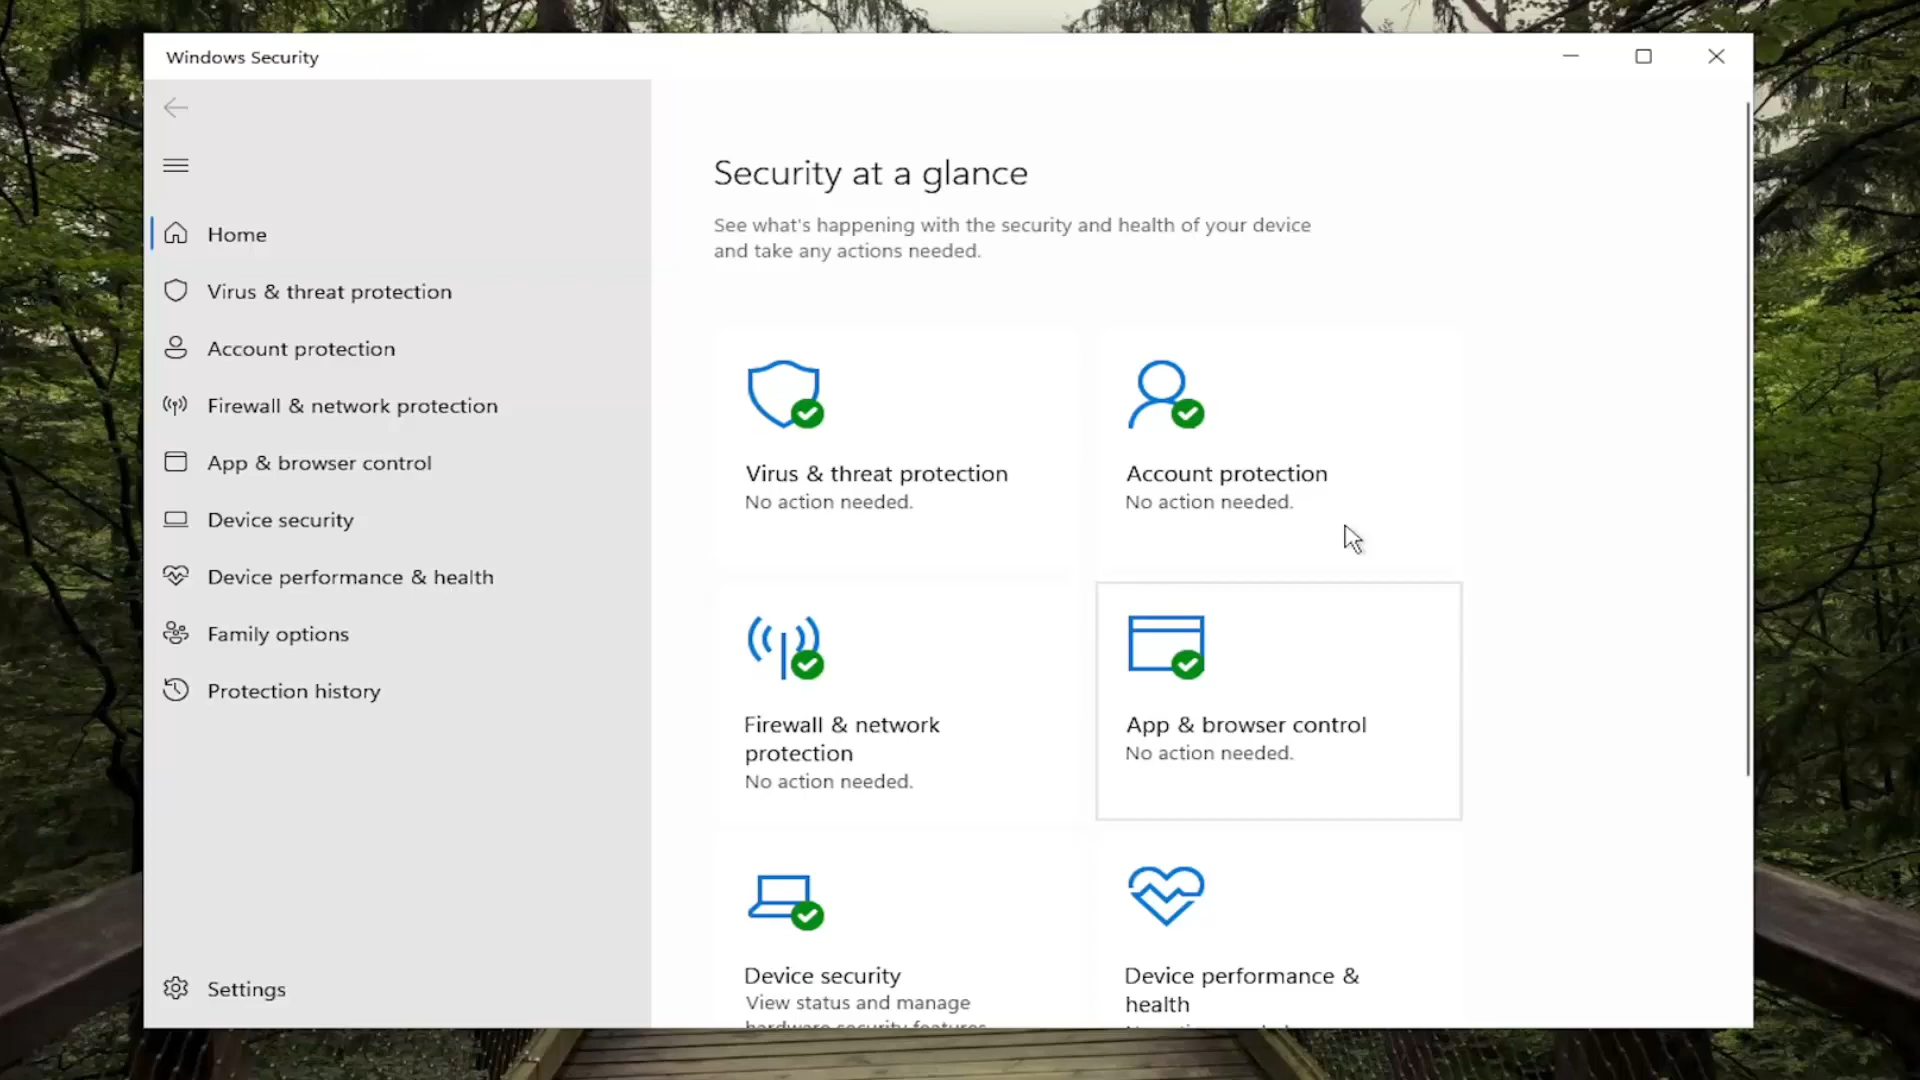 Windows Security
Home
Virus & threat protection
Account protection
Firewall & network protection
App & browser control
Device security
Device performance & health
Family options
Protection history
Settings
Security at a glance
See what's happening with the security and health of your device
and take any actions needed.
Virus & threat protection
No action needed.
Account protection
No action needed.
Firewall & network
protection
No action needed.
App & browser control
No action needed.
Device security
View status and manage
hardware security features
Device performance &
health